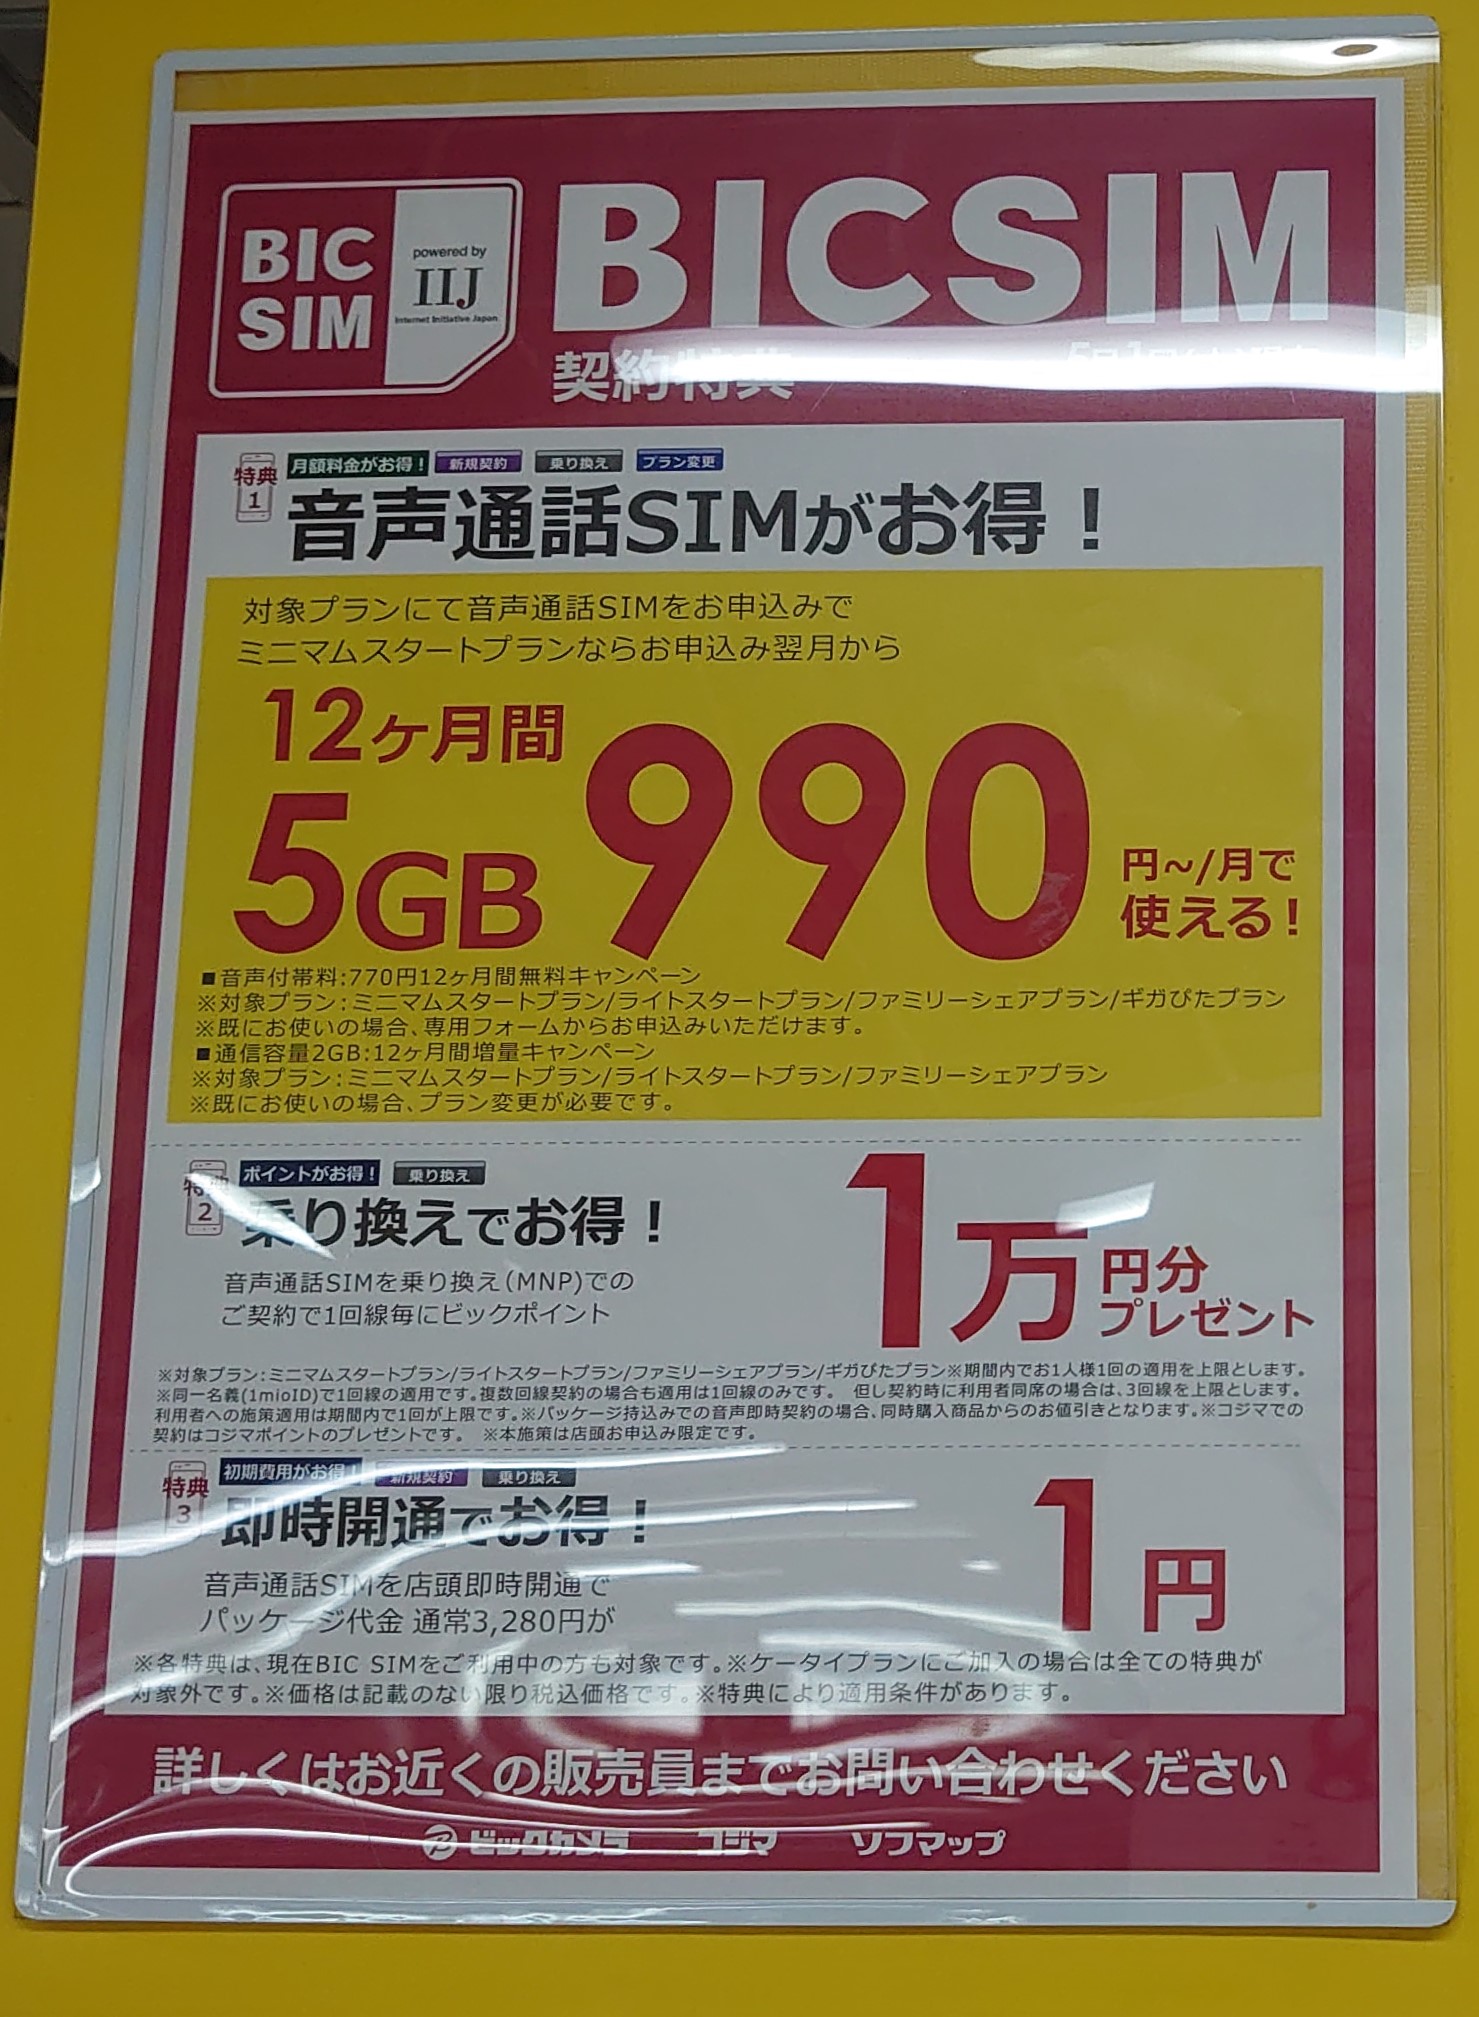 BIC
SIM
powered by
IIJ
Internet Initiative Japan
BICSIM
契約特典
特典
1
月額料金がお得！ 新規契約 乗り換え プラン変更
音声通話SIMがお得！
対象プランにて音声通話SIMをお申込みで
ミニマムスタートプランならお申込み翌月から
12ヶ月間
5GB 990 円~/月で
使える！
■音声付帯料:770円12ヶ月間無料キャンペーン
※対象プラン:ミニマムスタートプラン/ライトスタートプラン/ファミリーシェアプラン/ギガぴたプラン
※既にお使いの場合、専用フォームからお申込みいただけます。
■通信容量2GB:12ヶ月間増量キャンペーン
※対象プラン:ミニマムスタートプラン/ライトスタートプラン/ファミリーシェアプラン
※既にお使いの場合、プラン変更が必要です。
特典
2
ポイントがお得！ 乗り換え
乗り換えでお得！
音声通話SIMを乗り換え(MNP)での
ご契約で1回線毎にビックポイント
1万円分
プレゼント
※対象プラン:ミニマムスタートプラン/ライトスタートプラン/ファミリーシェアプラン/ギガぴたプラン※期間内でお1人様1回の適用を上限とします。
※同一名義(1mioID)で1回線の適用です。複数回線契約の場合も適用は1回線のみです。 但し契約時に利用者同席の場合は、3回線を上限とします。
利用者への施策適用は期間内で1回が上限です。※パッケージ持込みでの音声即時契約の場合、同時購入商品からのお値引きとなります。※コジマでの
契約はコジマポイントのプレゼントです。 ※本施策は店頭お申込み限定です。
特典
3
初期費用がお得！ 新規契約 乗り換え
即時開通でお得！
音声通話SIMを店頭即時開通で
パッケージ代金 通常3,280円が
1円
※各特典は、現在BIC SIMをご利用中の方も対象です。※ケータイプランにご加入の場合は全ての特典が
対象外です。※価格は記載のない限り税込価格です。※特典により適用条件があります。
詳しくはお近くの販売員までお問い合わせください
ビックカメラ コジマ ソフマップ